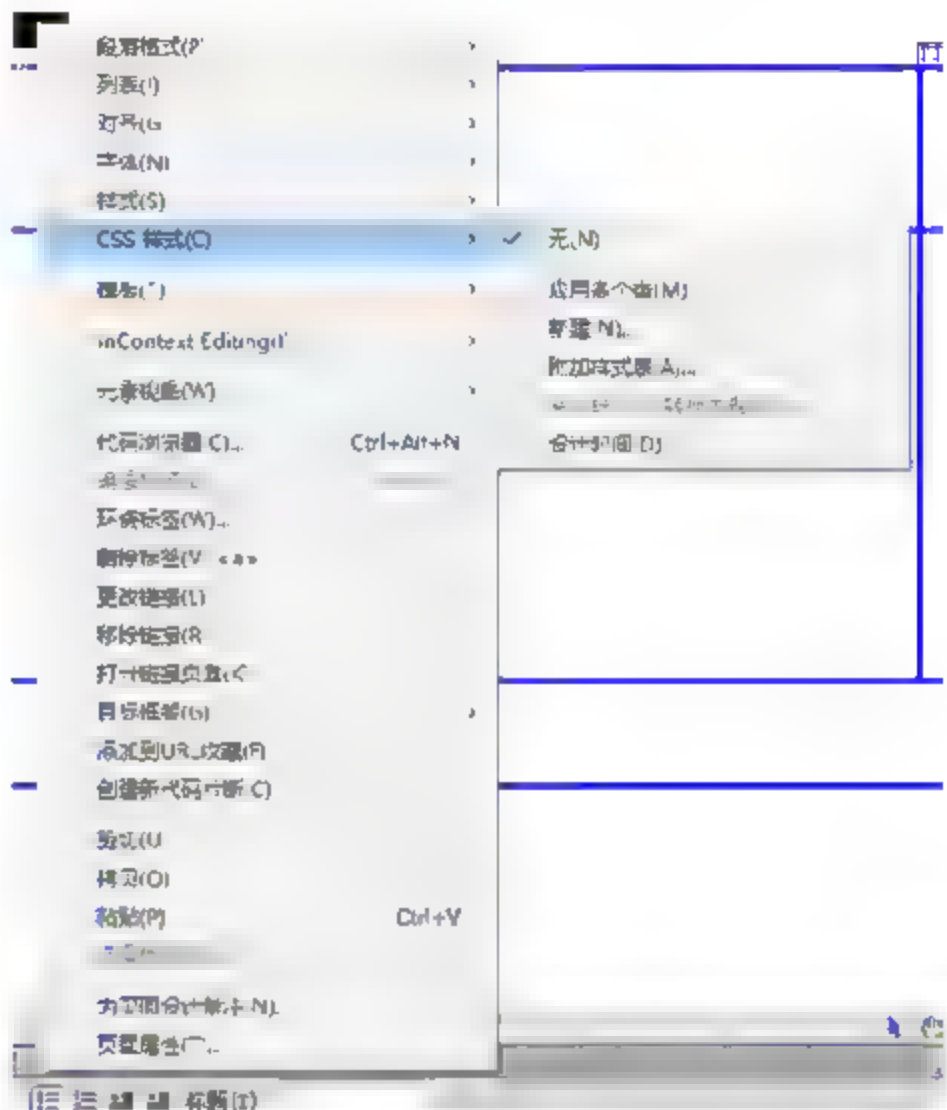 段落格式(P)
列表(I)
对齐(G)
字体(N)
样式(S)
CSS 样式(C)
✓ 无(N)
模板(T)
应用多个类(M)
InContext Editing(I)
新建(N)...
附加样式表(A)...
元素视图(W)
代码浏览器(C)... Ctrl+Alt+N
设计时间(D)
环绕标签(W)...
删除标签(V) <a>
更改链接(L)
移除链接(R)
打开链接页面(K)
目标框架(G)
添加到URL收藏(F)
创建新代码片断(C)
剪切(U)
拷贝(O)
粘贴(P) Ctrl+V
页面属性(T)...
标题(I)